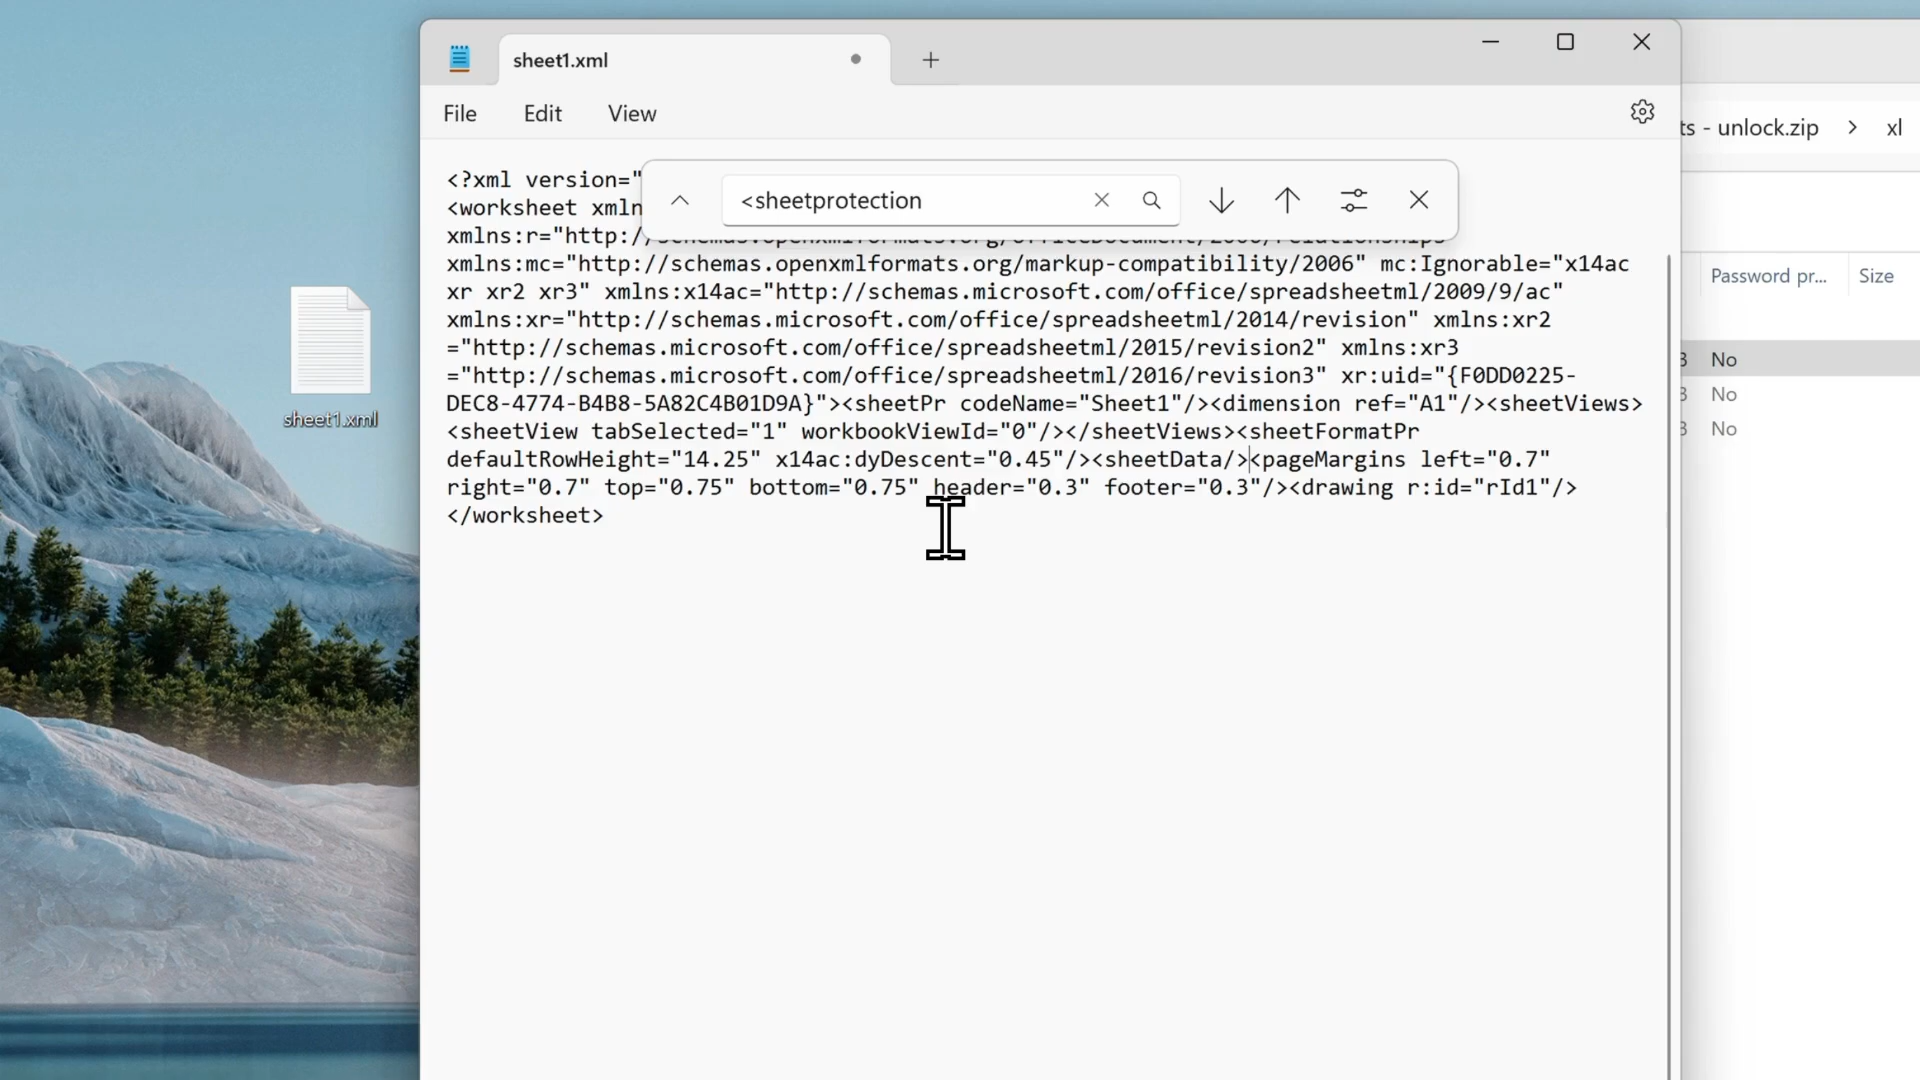 sheet1.xml
File Edit View
ts - unlock.zip > xl
<?xml version="
<sheetprotection
<worksheet xmln
xmlns:r="http://schemas.openxmlformats.org/officeDocument/2006/relationships"
xmlns:mc="http://schemas.openxmlformats.org/markup-compatibility/2006" mc:Ignorable="x14ac
xr xr2 xr3" xmlns:x14ac="http://schemas.microsoft.com/office/spreadsheetml/2009/9/ac"
xmlns:xr="http://schemas.microsoft.com/office/spreadsheetml/2014/revision" xmlns:xr2
="http://schemas.microsoft.com/office/spreadsheetml/2015/revision2" xmlns:xr3
="http://schemas.microsoft.com/office/spreadsheetml/2016/revision3" xr:uid="{F0DD0225-
DEC8-4774-B4B8-5A82C4B01D9A}"><sheetPr codeName="Sheet1"/><dimension ref="A1"/><sheetViews>
<sheetView tabSelected="1" workbookViewId="0"/></sheetViews><sheetFormatPr
defaultRowHeight="14.25" x14ac:dyDescent="0.45"/><sheetData/><pageMargins left="0.7"
right="0.7" top="0.75" bottom="0.75" header="0.3" footer="0.3"/><drawing r:id="rId1"/>
</worksheet>
Password pr... Size
No
No
No
sheet1.xml